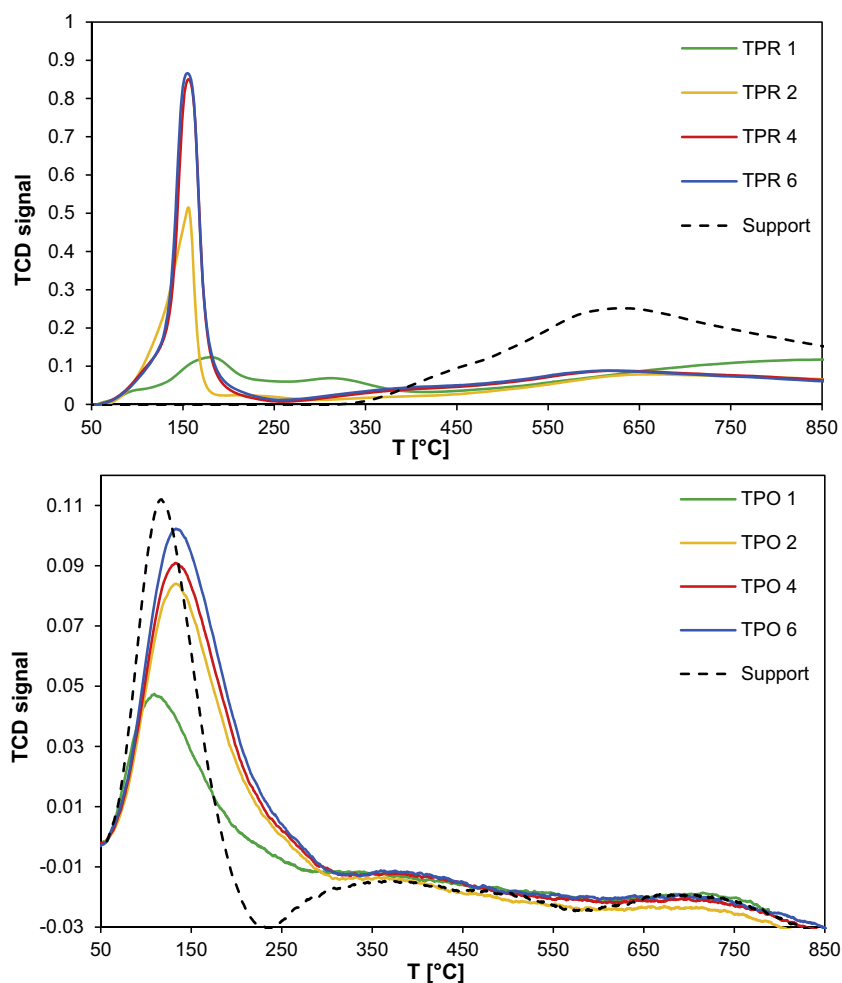 1
0.9
0.8
0.7
0.6
0.5
0.4
0.3
0.2
0.1
0
TCD signal
50 150 250 350 450 550 650 750 850
T [°C]
TPR 1
TPR 2
TPR 4
TPR 6
Support
0.11
0.09
0.07
0.05
0.03
0.01
-0.01
-0.03
TCD signal
50 150 250 350 450 550 650 750 850
T [°C]
TPO 1
TPO 2
TPO 4
TPO 6
Support